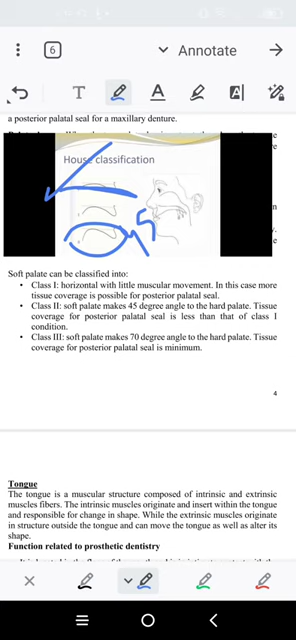 6
Annotate
T
A
A
a posterior palatal seal for a maxillary denture.
House classification
Soft palate can be classified into:
• Class I: horizontal with little muscular movement. In this case more
tissue coverage is possible for posterior palatal seal.
• Class II: soft palate makes 45 degree angle to the hard palate. Tissue
coverage for posterior palatal seal is less than that of class I
condition.
• Class III: soft palate makes 70 degree angle to the hard palate. Tissue
coverage for posterior palatal seal is minimum.
4
Tongue
The tongue is a muscular structure composed of intrinsic and extrinsic
muscles fibers. The intrinsic muscles originate and insert within the tongue
and responsible for change in shape. While the extrinsic muscles originate
in structure outside the tongue and can move the tongue as well as alter its
shape.
Function related to prosthetic dentistry